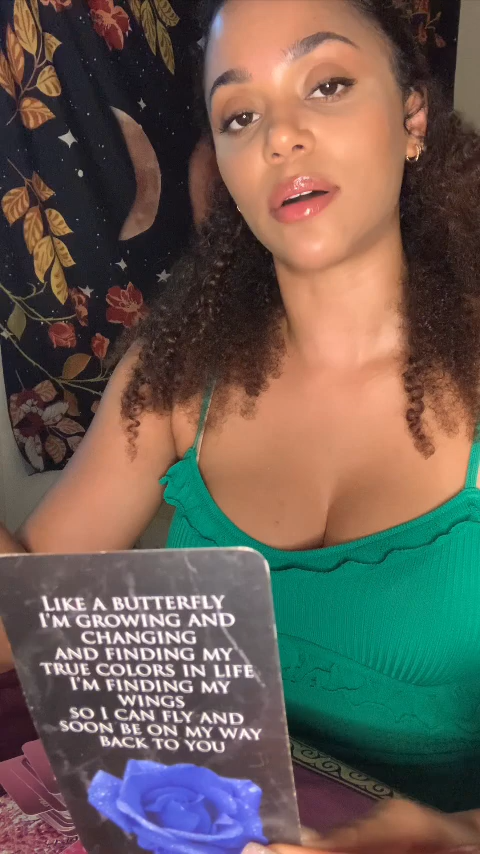 LIKE A BUTTERFLY
I'M GROWING AND
CHANGING
AND FINDING MY
TRUE COLORS IN LIFE
I'M FINDING MY
WINGS
SO I CAN FLY AND
SOON BE ON MY WAY
BACK TO YOU